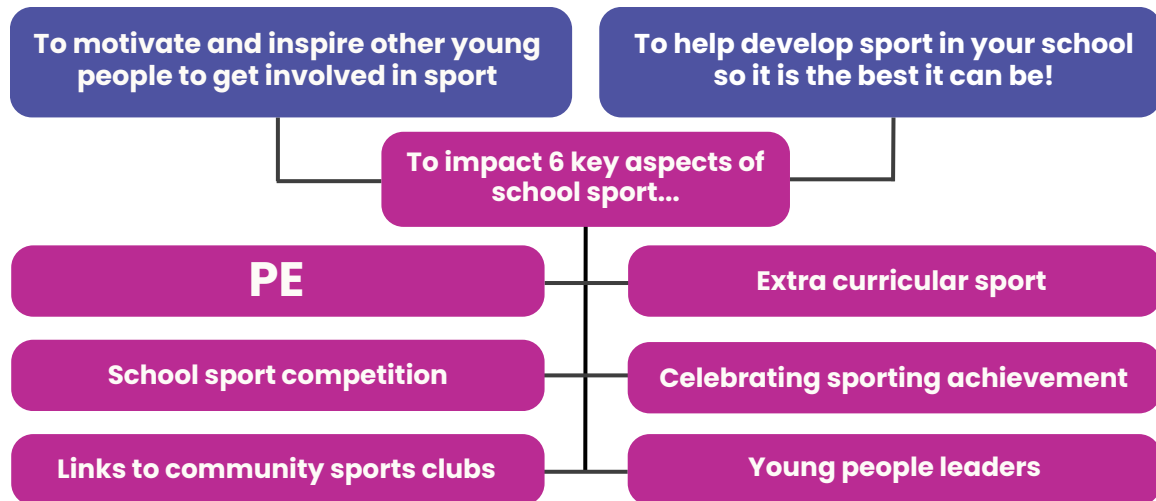 To motivate and inspire other young
people to get involved in sport
To help develop sport in your school
so it is the best it can be!
To impact 6 key aspects of
school sport...
PE
Extra curricular sport
School sport competition
Celebrating sporting achievement
Links to community sports clubs
Young people leaders